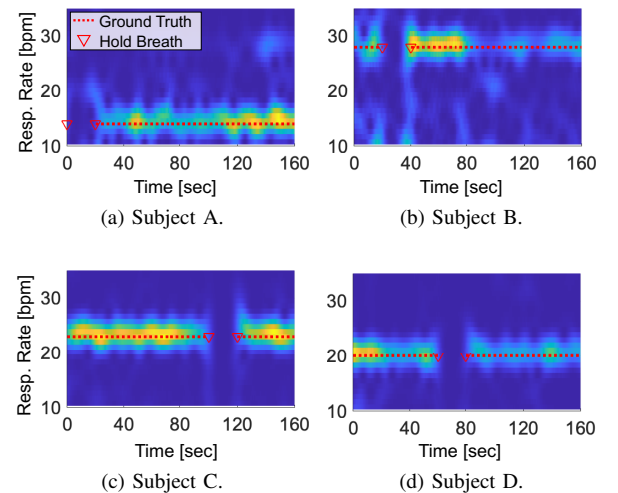 Ground Truth
Hold Breath
Resp. Rate [bpm]
30
20
10
0 40 80 120 160
Time [sec]
(a) Subject A.
30
20
10
0 40 80 120 160
Time [sec]
(b) Subject B.
Resp. Rate [bpm]
30
20
10
0 40 80 120 160
Time [sec]
(c) Subject C.
30
20
10
0 40 80 120 160
Time [sec]
(d) Subject D.